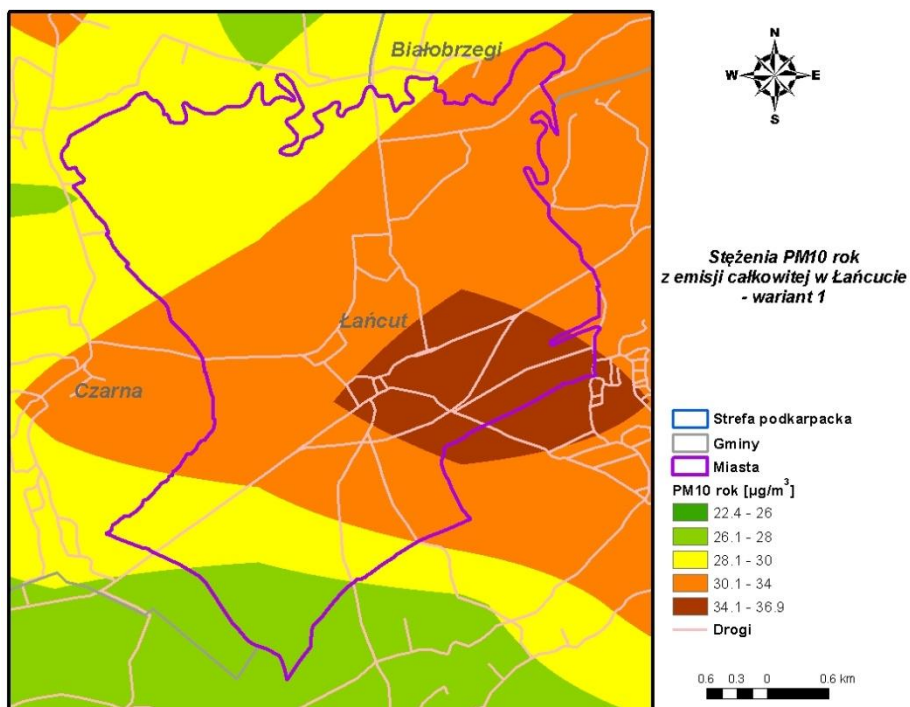 Białobrzegi
Łańcut
Czarna
N
W E
S
Stężenia PM10 rok
z emisji całkowitej w Łańcucie
- wariant 1
Strefa podkarpacka
Gminy
Miasta
PM10 rok [µg/m³]
22.4 - 26
26.1 - 28
28.1 - 30
30.1 - 34
34.1 - 36.9
Drogi
0.6 0.3 0 0.6 km